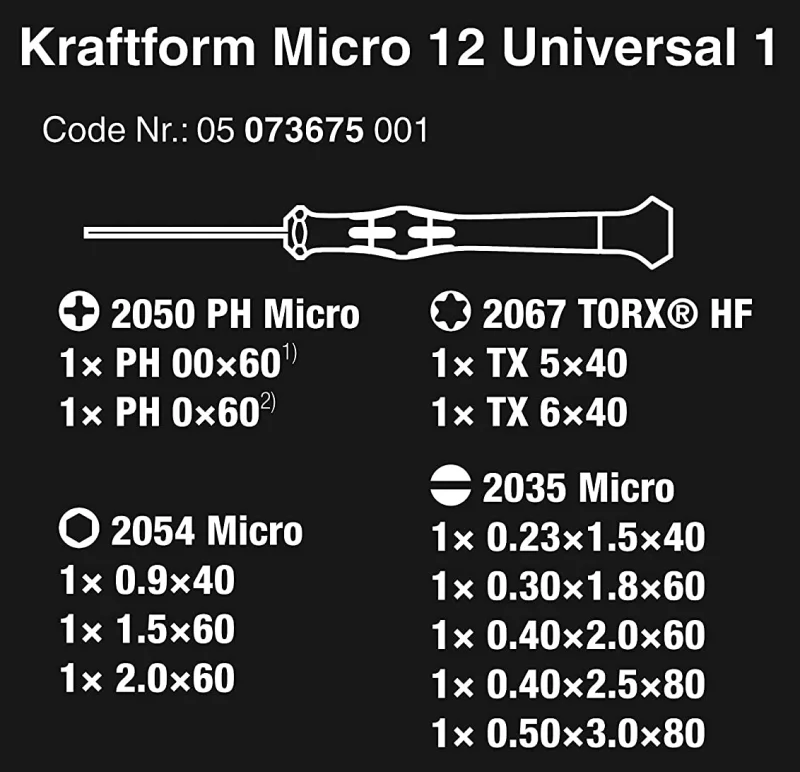 Kraftform Micro 12 Universal 1
Code Nr.: 05 073675 001
2050 PH Micro
1× PH 00×60 1)
1× PH 0×60 2)
2067 TORX® HF
1× TX 5×40
1× TX 6×40
2054 Micro
1× 0.9×40
1× 1.5×60
1× 2.0×60
2035 Micro
1× 0.23×1.5×40
1× 0.30×1.8×60
1× 0.40×2.0×60
1× 0.40×2.5×80
1× 0.50×3.0×80